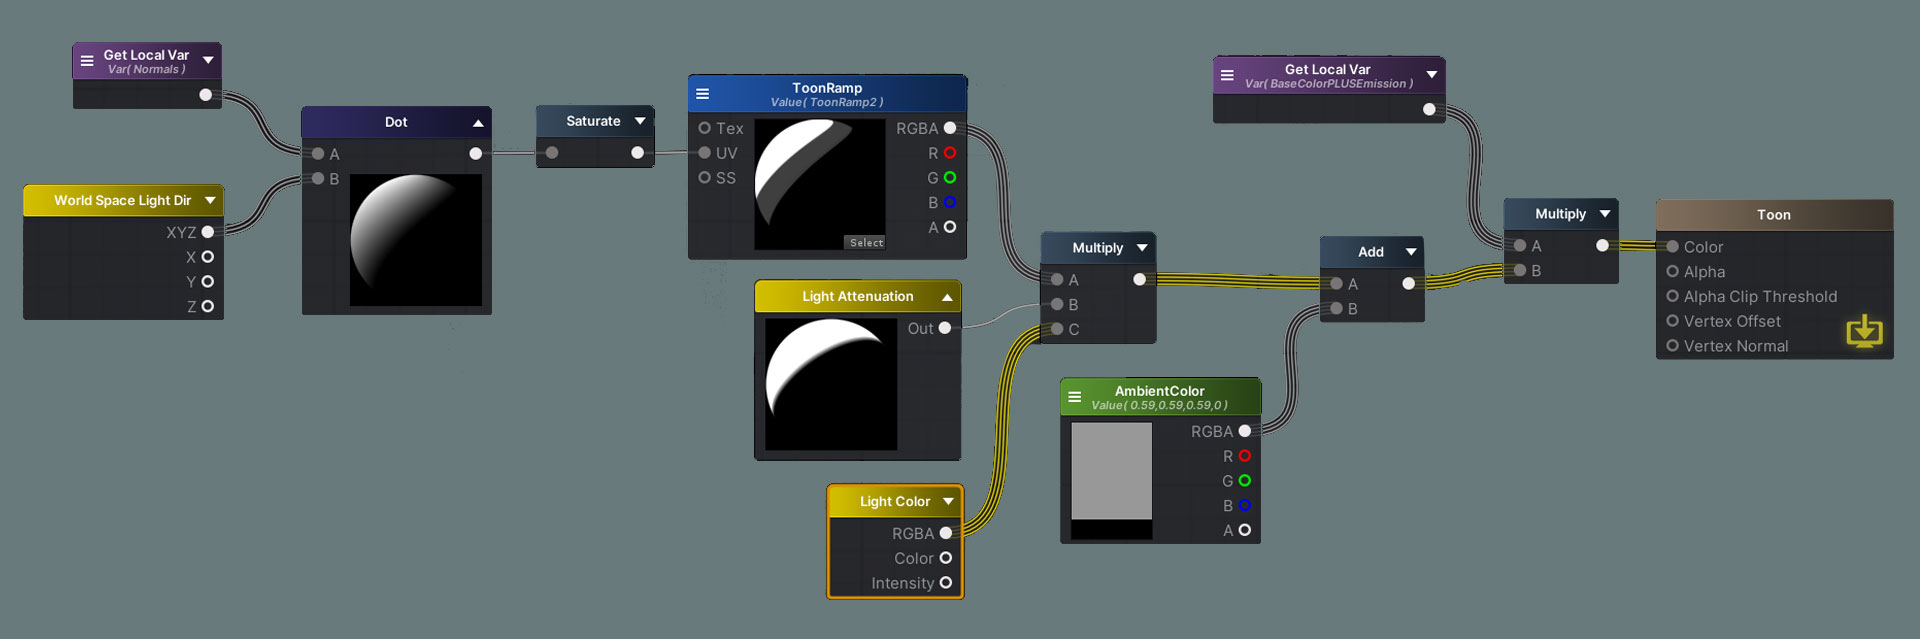 Get Local Var
Var( Normals )
World Space Light Dir
XYZ
X
Y
Z
Dot
A
B
Saturate
ToonRamp
Value( ToonRamp2 )
Tex
UV
SS
RGBA
R
G
B
A
Select
Light Attenuation
Out
Light Color
RGBA
Color
Intensity
Multiply
A
B
C
AmbientColor
Value( 0.59,0.59,0.59,0 )
RGBA
R
G
B
A
Get Local Var
Var( BaseColorPLUSEmission )
Add
A
B
Multiply
A
B
Toon
Color
Alpha
Alpha Clip Threshold
Vertex Offset
Vertex Normal